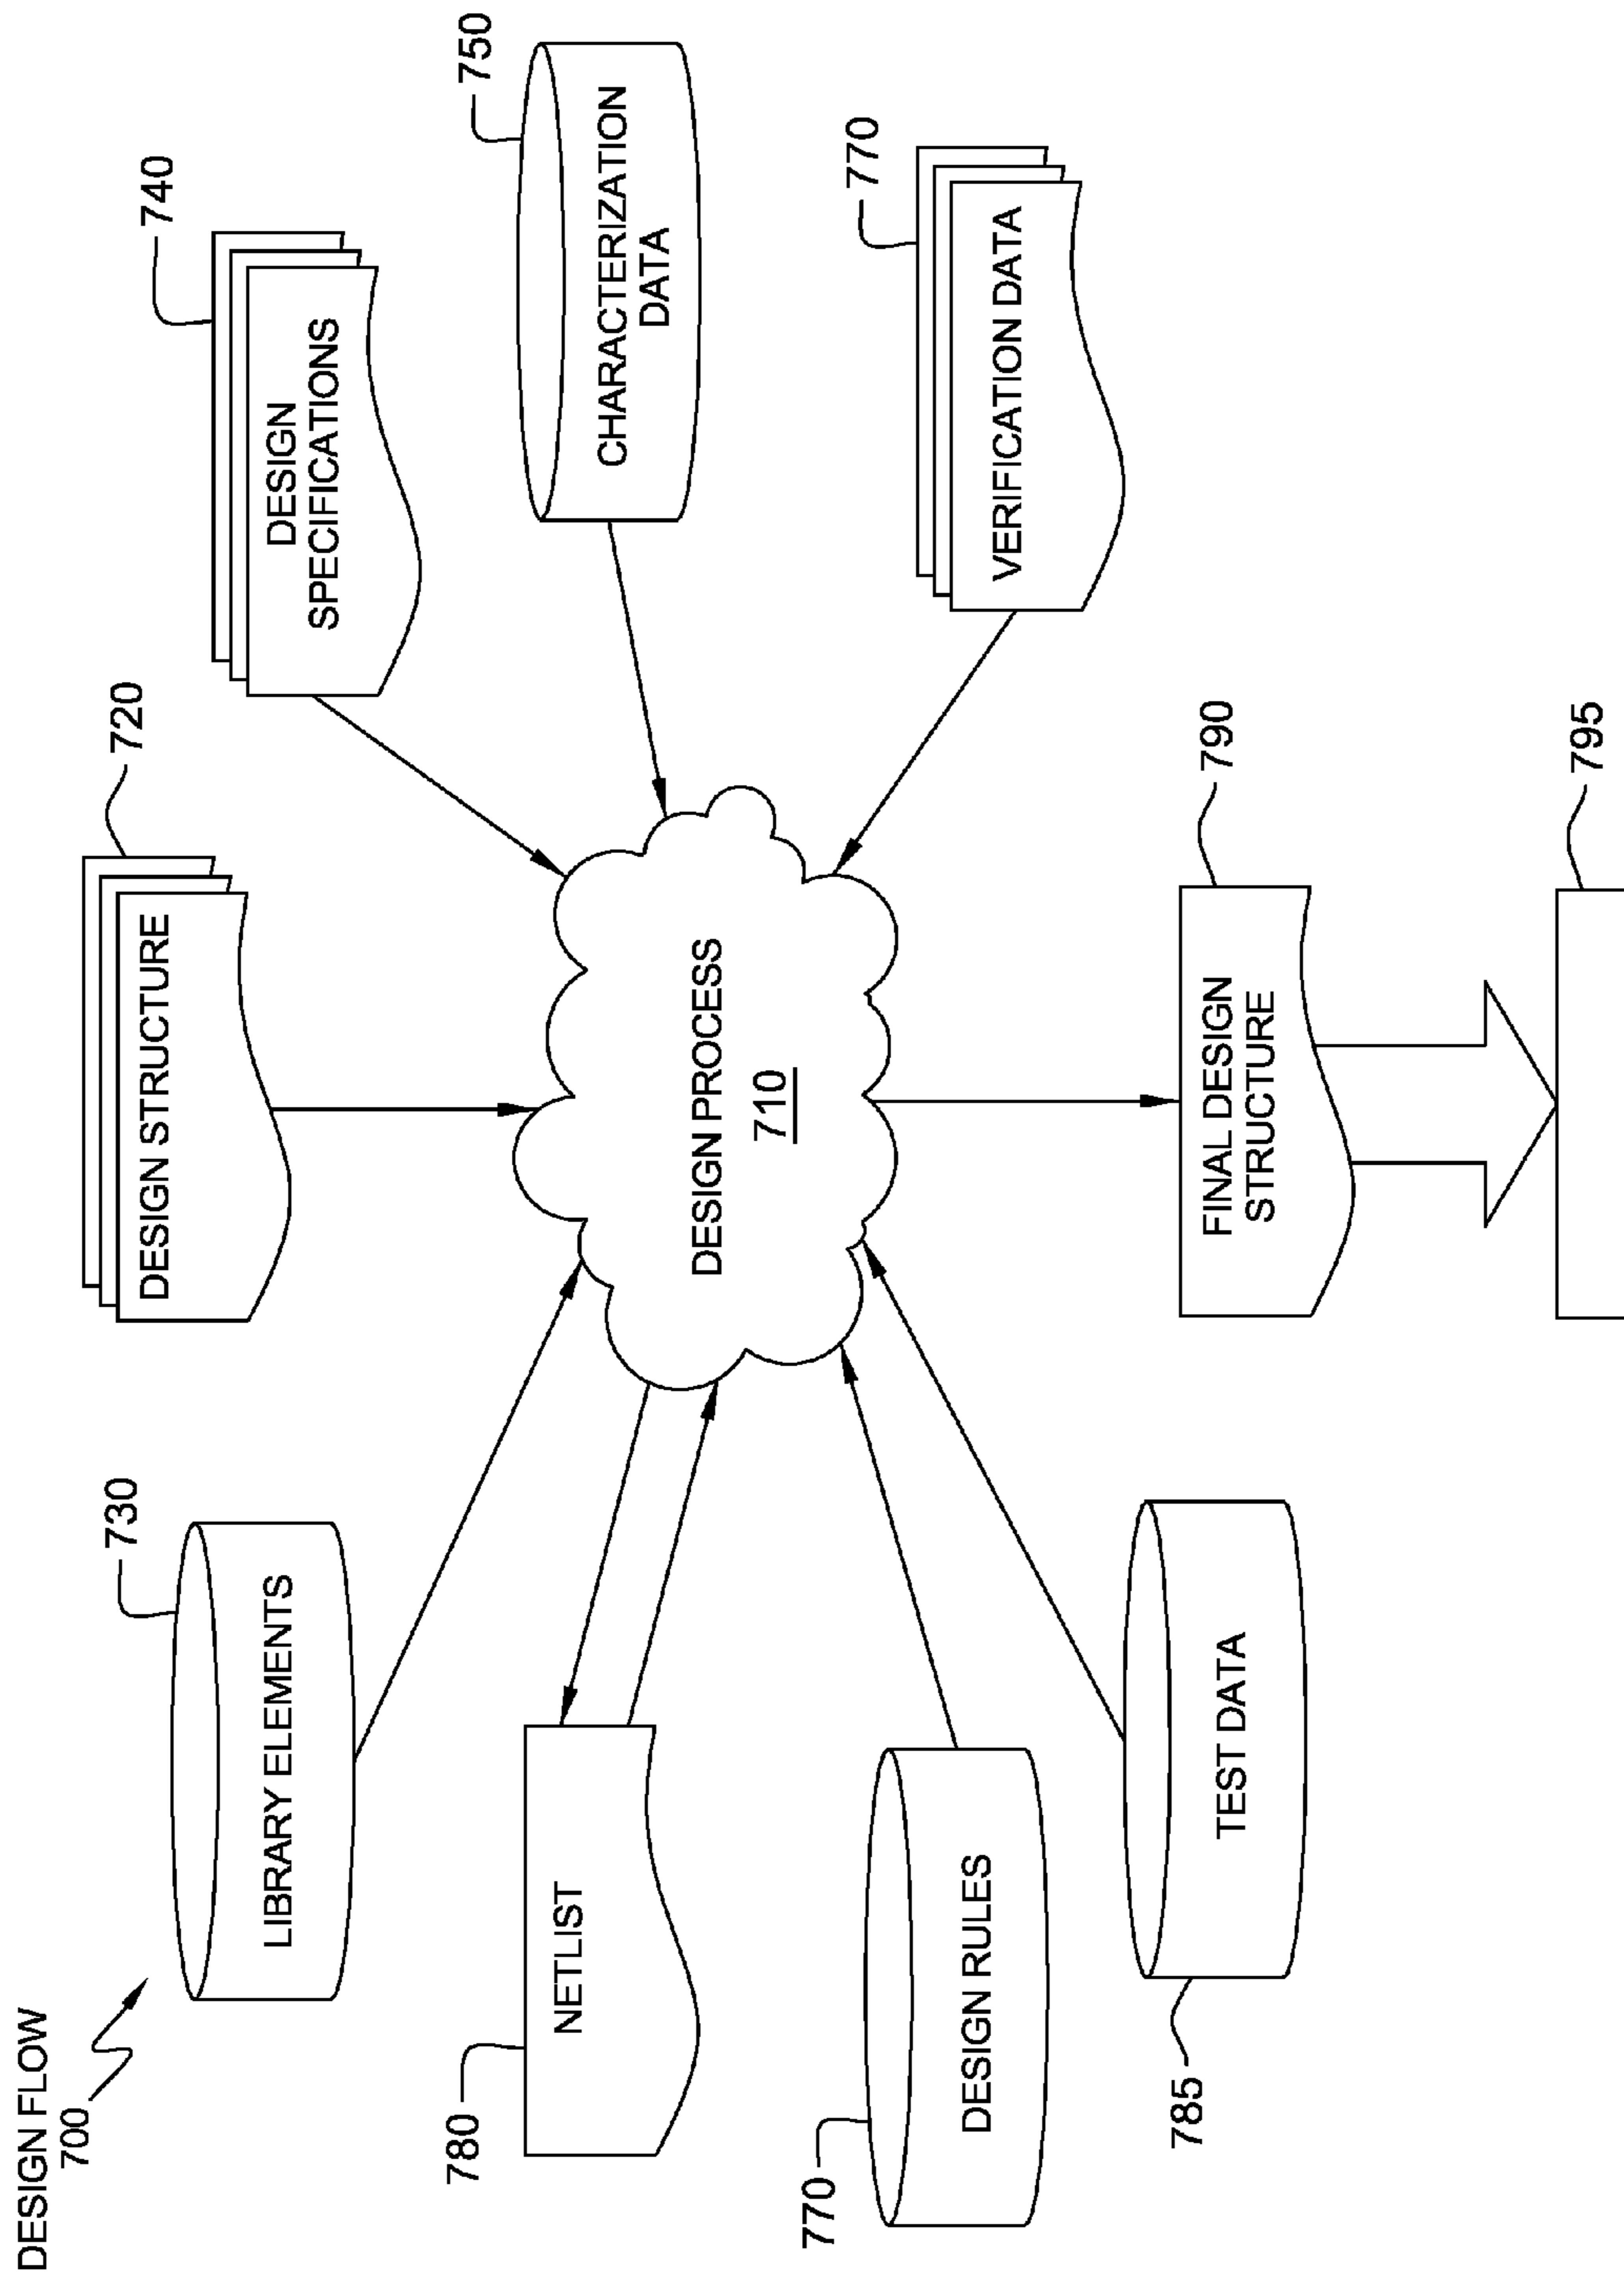 DESIGN FLOW
700
730
LIBRARY ELEMENTS
720
DESIGN STRUCTURE
740
DESIGN
SPECIFICATIONS
780
NETLIST
DESIGN PROCESS
710
750
CHARACTERIZATION
DATA
770
DESIGN RULES
770
VERIFICATION DATA
785
TEST DATA
790
FINAL DESIGN
STRUCTURE
795